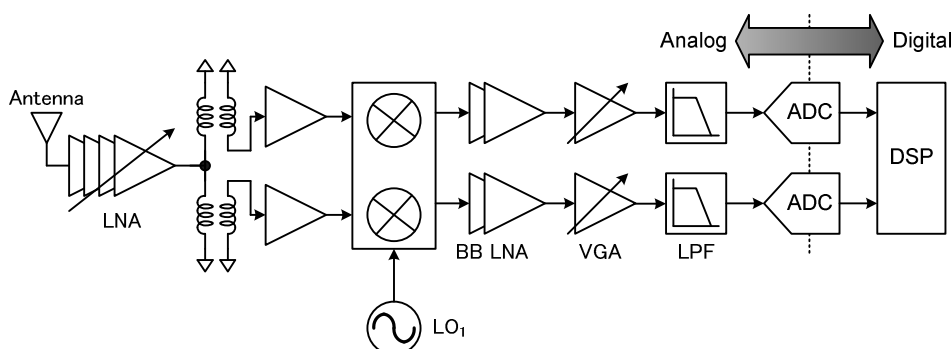 Analog
Digital
Antenna
LNA
ADC
DSP
ADC
BB LNA
VGA
LPF
LO₁